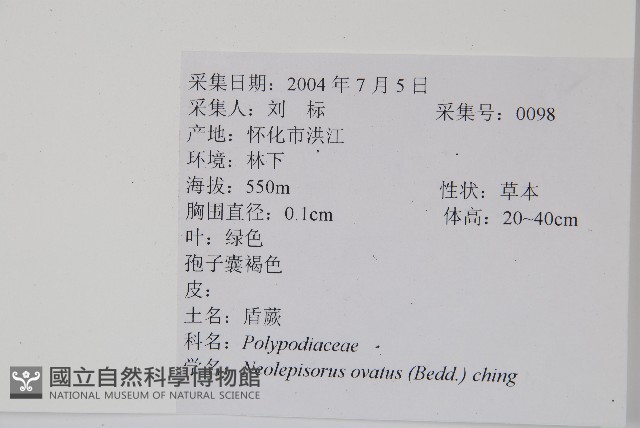 采集日期：2004 年 7 月 5 日
采集人：刘 标 采集号：0098
产地：怀化市洪江
环境：林下
海拔：550m 性状：草本
胸围直径：0.1cm 体高：20~40cm
叶：绿色
孢子囊褐色
皮：
土名：盾蕨
科名：Polypodiaceae
学名：Neolepisorus ovatus (Bedd.) ching
國立自然科學博物館
NATIONAL MUSEUM OF NATURAL SCIENCE